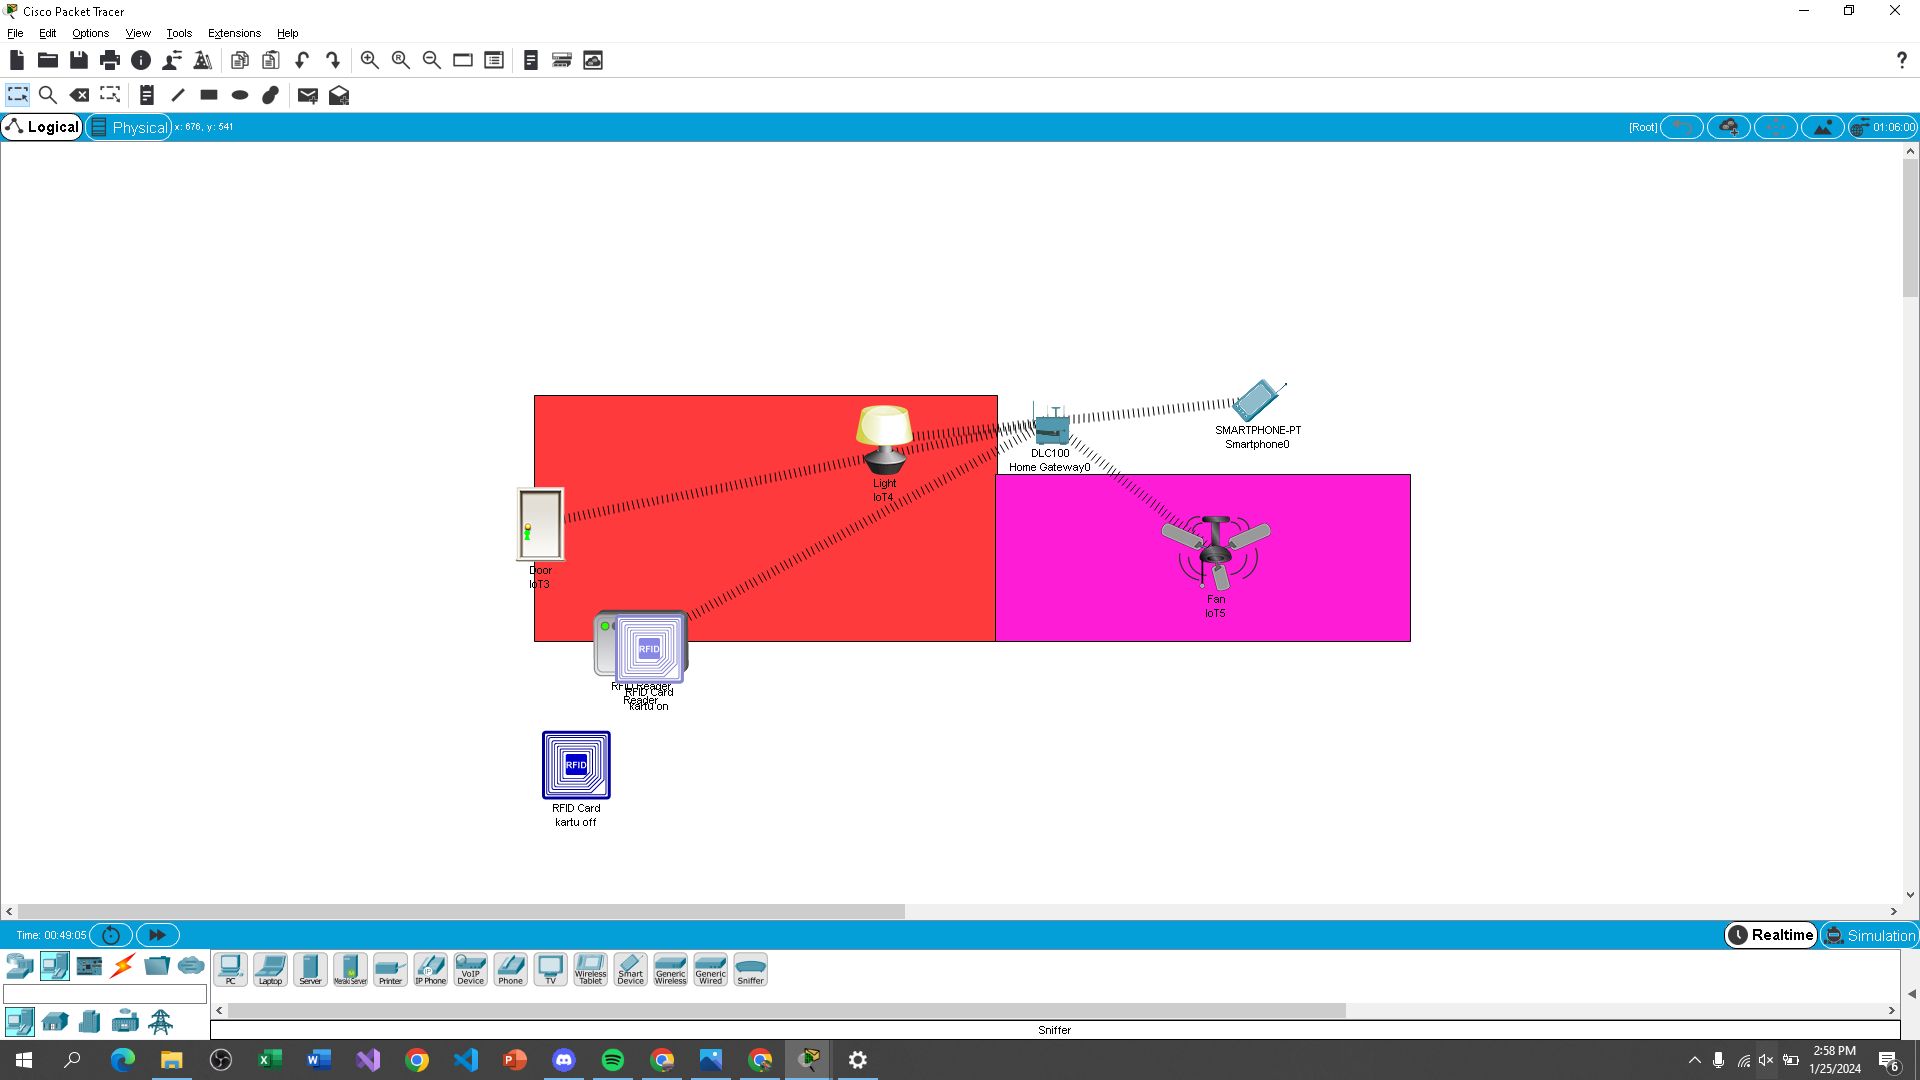 Cisco Packet Tracer
File Edit Options View Tools Extensions Help
?
Logical Physical x: 676, y: 541 [Root] 01:06:00
SMARTPHONE-PT
Smartphone0
DLC100
Home Gateway0
Light
IoT4
Door
IoT3
Fan
IoT5
RFID
RFID Reader
RFID Card
Reader
kartu on
RFID
RFID Card
kartu off
Time: 00:49:05 Realtime Simulation
PC Laptop Server Meraki Server Printer IP Phone VoIP Device Phone TV Wireless Tablet Smart Device Generic Wireless Generic Wired Sniffer
Sniffer
2:58 PM
1/25/2024
6